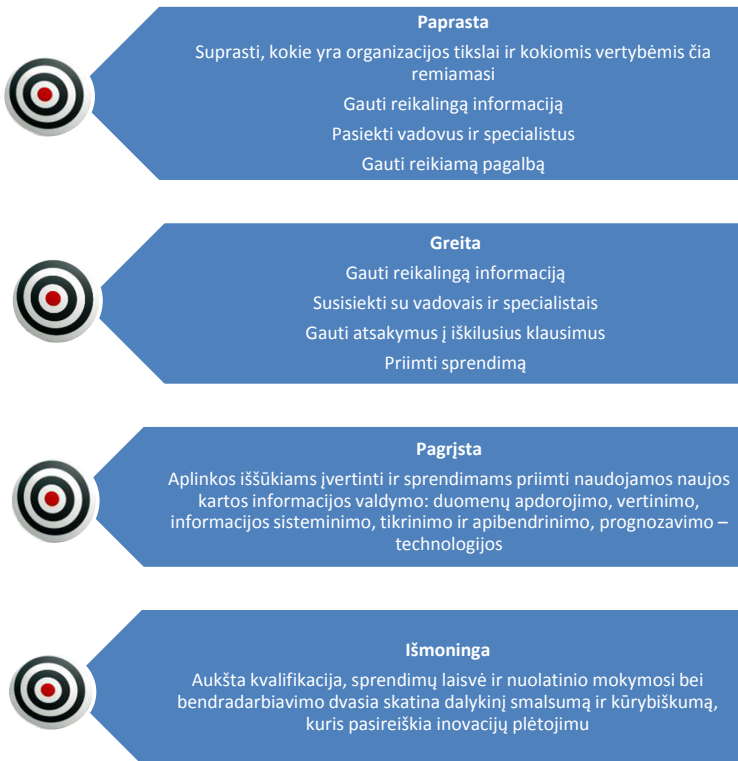 Paprasta
Suprasti, kokie yra organizacijos tikslai ir kokiomis vertybėmis čia
remiamasi
Gauti reikalingą informaciją
Pasiekti vadovus ir specialistus
Gauti reikiamą pagalbą
Greita
Gauti reikalingą informaciją
Susisiekti su vadovais ir specialistais
Gauti atsakymus į iškilusius klausimus
Priimti sprendimą
Pagrįsta
Aplinkos iššūkiams įvertinti ir sprendimams priimti naudojamos naujos
kartos informacijos valdymo: duomenų apdorojimo, vertinimo,
informacijos sisteminimo, tikrinimo ir apibendrinimo, prognozavimo –
technologijos
Išmoninga
Aukšta kvalifikacija, sprendimų laisvė ir nuolatinio mokymosi bei
bendradarbiavimo dvasia skatina dalykinį smalsumą ir kūrybiškumą,
kuris pasireiškia inovacijų plėtojimu